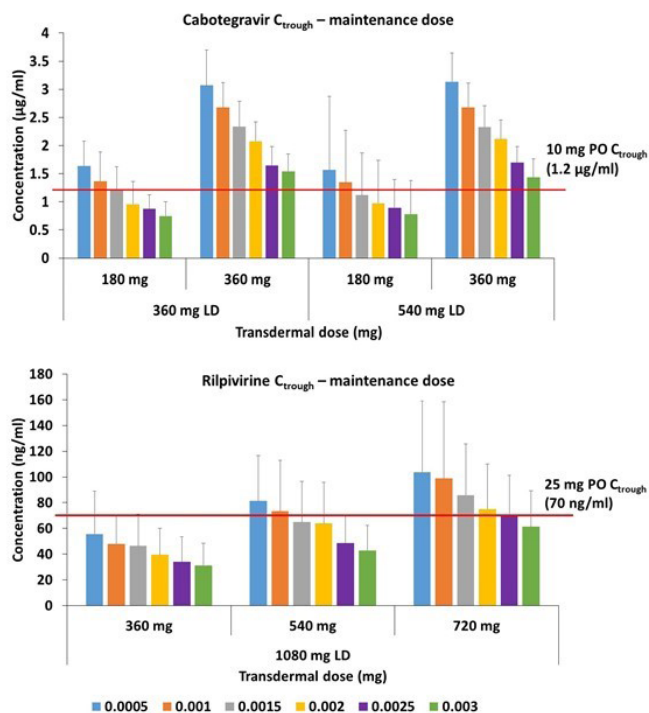 Cabotegravir Ctrough – maintenance dose
Concentration (µg/ml)
4
3.5
3
2.5
2
1.5
1
0.5
0
10 mg PO Ctrough
(1.2 µg/ml)
180 mg 360 mg 180 mg 360 mg
360 mg LD 540 mg LD
Transdermal dose (mg)
Rilpivirine Ctrough – maintenance dose
Concentration (ng/ml)
180
160
140
120
100
80
60
40
20
0
25 mg PO Ctrough
(70 ng/ml)
360 mg 540 mg 720 mg
1080 mg LD
Transdermal dose (mg)
0.0005 0.001 0.0015 0.002 0.0025 0.003